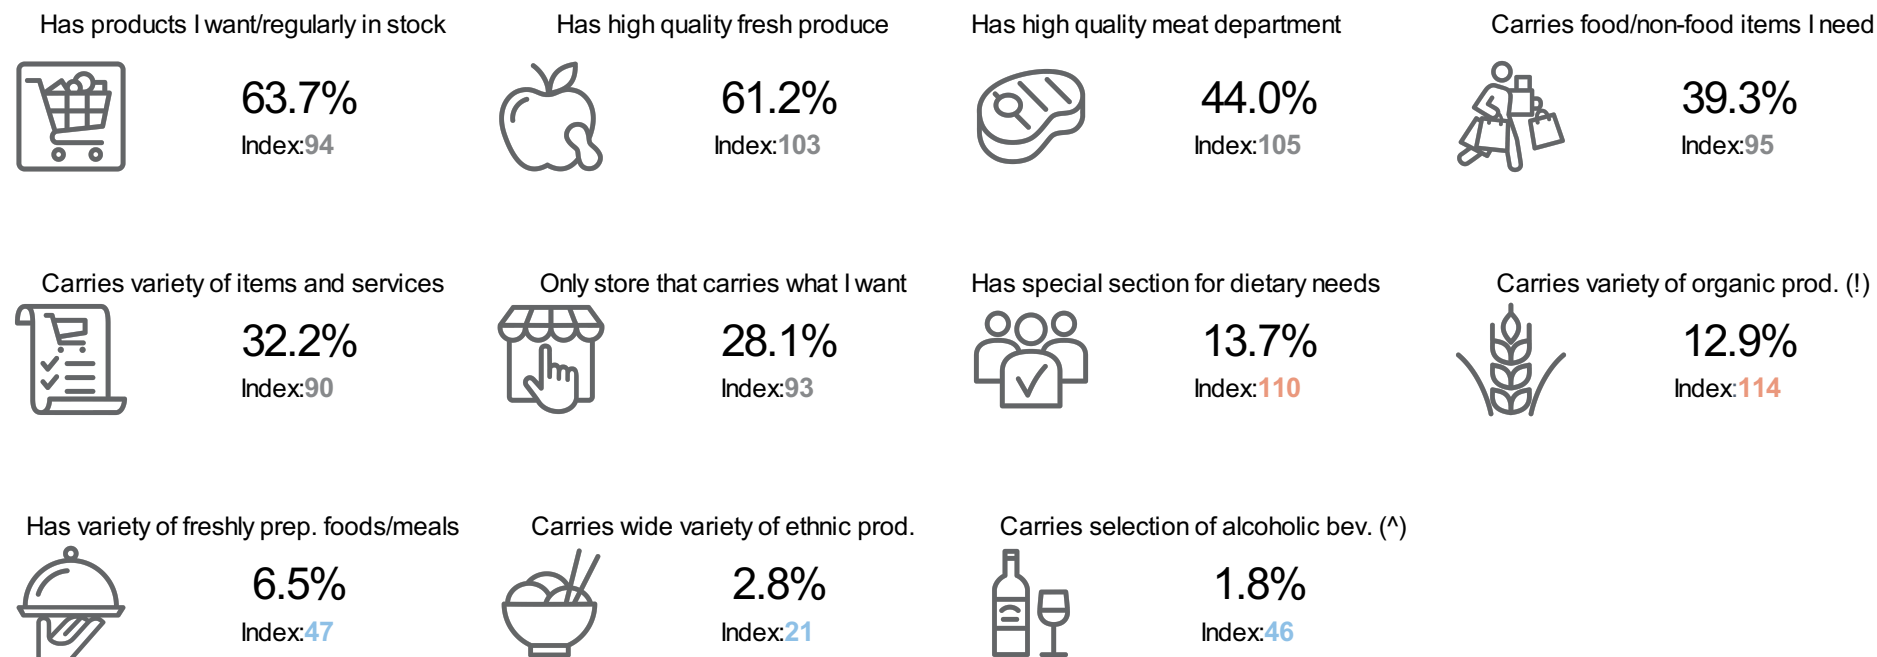 Has products I want/regularly in stock
63.7%
Index:94
Has high quality fresh produce
61.2%
Index:103
Has high quality meat department
44.0%
Index:105
Carries food/non-food items I need
39.3%
Index:95
Carries variety of items and services
32.2%
Index:90
Only store that carries what I want
28.1%
Index:93
Has special section for dietary needs
13.7%
Index:110
Carries variety of organic prod. (!)
12.9%
Index:114
Has variety of freshly prep. foods/meals
6.5%
Index:47
Carries wide variety of ethnic prod.
2.8%
Index:21
Carries selection of alcoholic bev. (^)
1.8%
Index:46